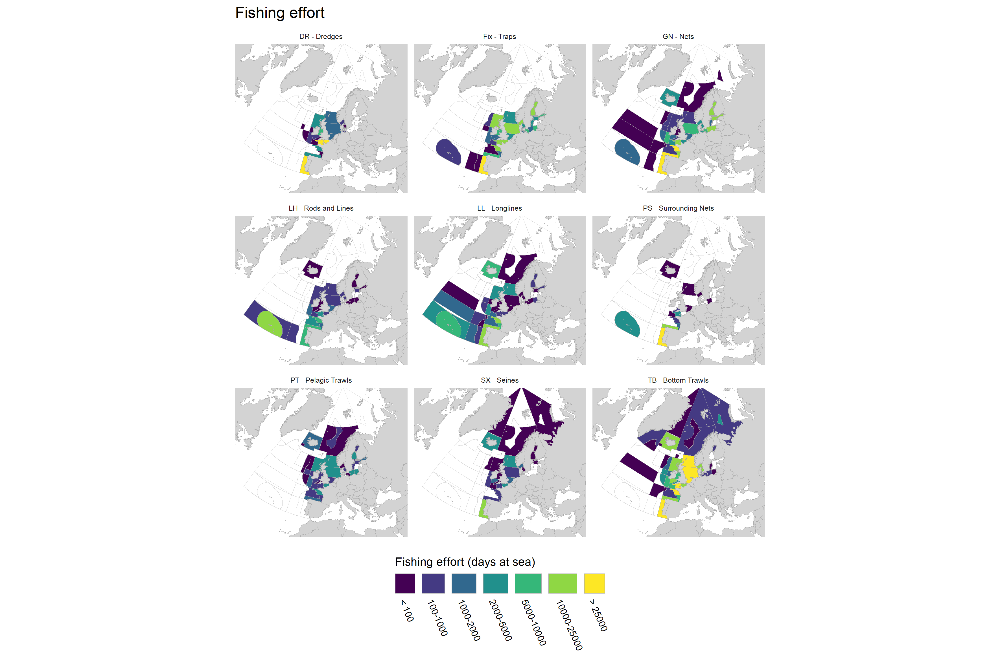 Fishing effort
DR - Dredges
Fix - Traps
GN - Nets
LH - Rods and Lines
LL - Longlines
PS - Surrounding Nets
PT - Pelagic Trawls
SX - Seines
TB - Bottom Trawls
Fishing effort (days at sea)
< 100
100-1000
1000-2000
2000-5000
5000-10000
10000-25000
> 25000